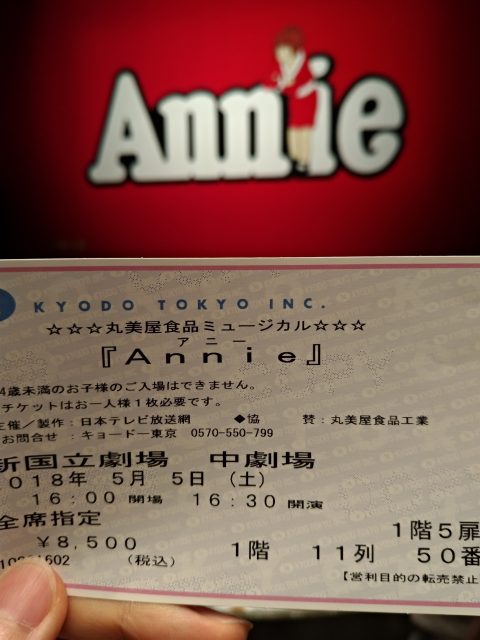 Annie
KYODO TOKYO INC.
☆☆☆丸美屋食品ミュージカル☆☆☆
アニー
『Annie』
4歳未満のお子様のご入場はできません。
チケットはお一人様1枚必要です。
主催/製作:日本テレビ放送網 ◆協 賛:丸美屋食品工業
お問合せ:キョードー東京 0570-550-799
新国立劇場 中劇場
2018年 5月 5日 (土)
16:00 開場 16:30 開演
全席指定
1階5扉
¥8,500
(税込)
1階 11列 50番
【営利目的の転売禁止